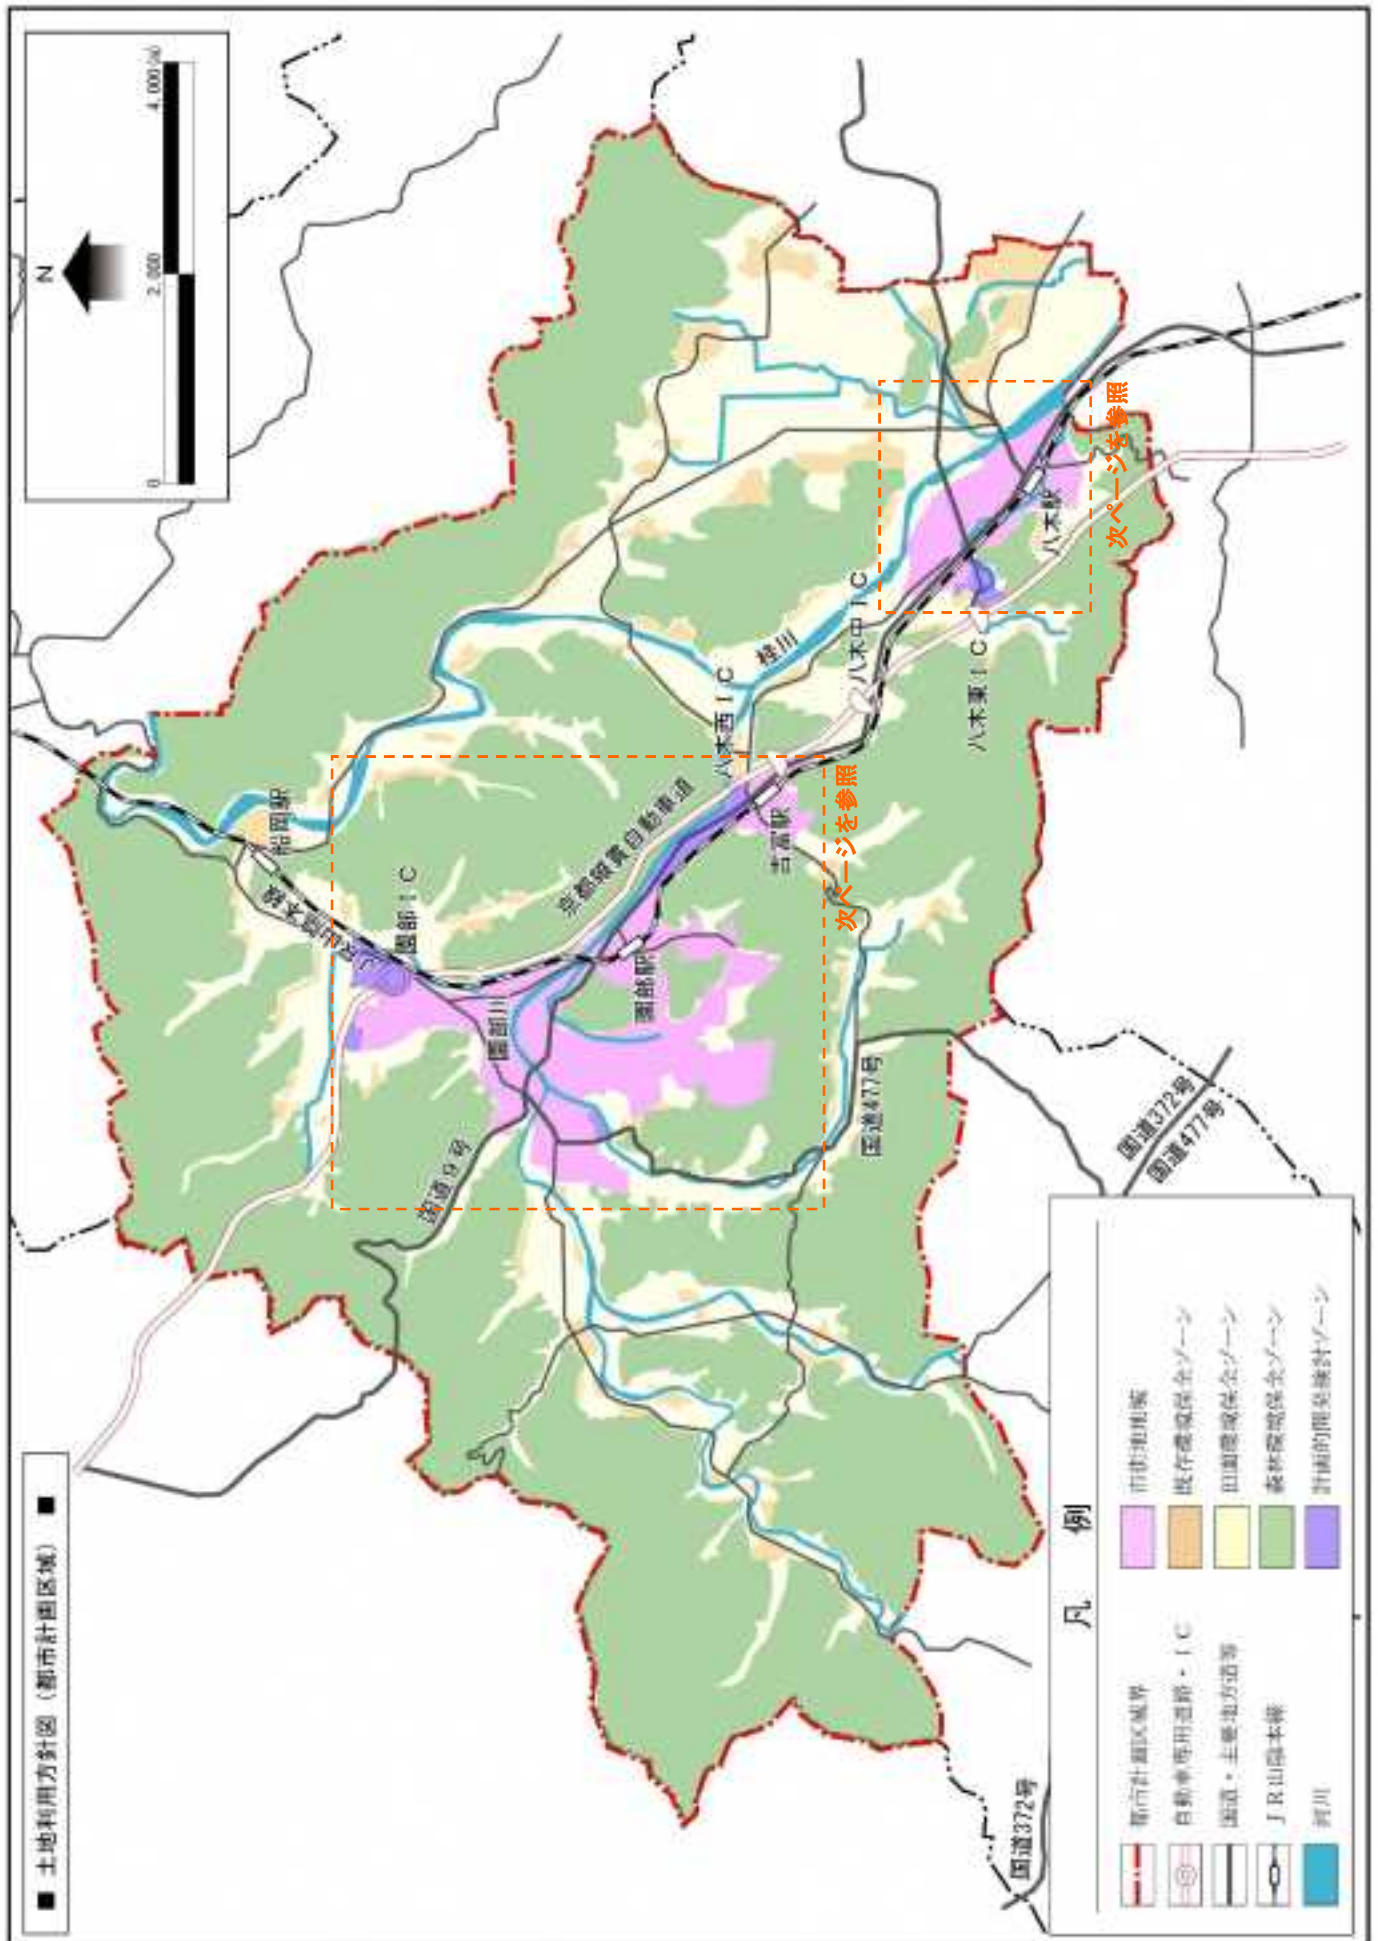 ■ 土地利用方針図（都市計画区域） ■
N
0
2,000
4,000(m)
船岡駅
JR山陰本線
園部IC
京都縦貫自動車道
園部川
園部駅
国道9号
吉富駅
八木西IC
桂川
八木中IC
八木東IC
八木駅
国道477号
次ページを参照
次ページを参照
国道372号
国道477号
国道372号
凡 例
都市計画区域界
自動車専用道路・IC
国道・主要地方道等
JR山陰本線
河川
市街地地域
既存環境保全ゾーン
田園環境保全ゾーン
森林環境保全ゾーン
計画的開発検討ゾーン